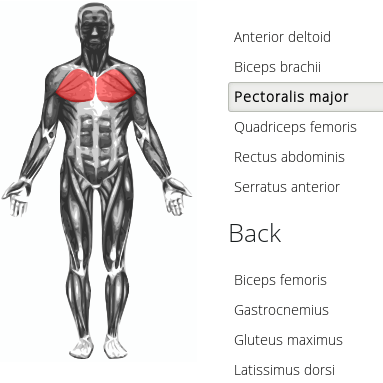 Anterior deltoid
Biceps brachii
Pectoralis major
Quadriceps femoris
Rectus abdominis
Serratus anterior
Back
Biceps femoris
Gastrocnemius
Gluteus maximus
Latissimus dorsi